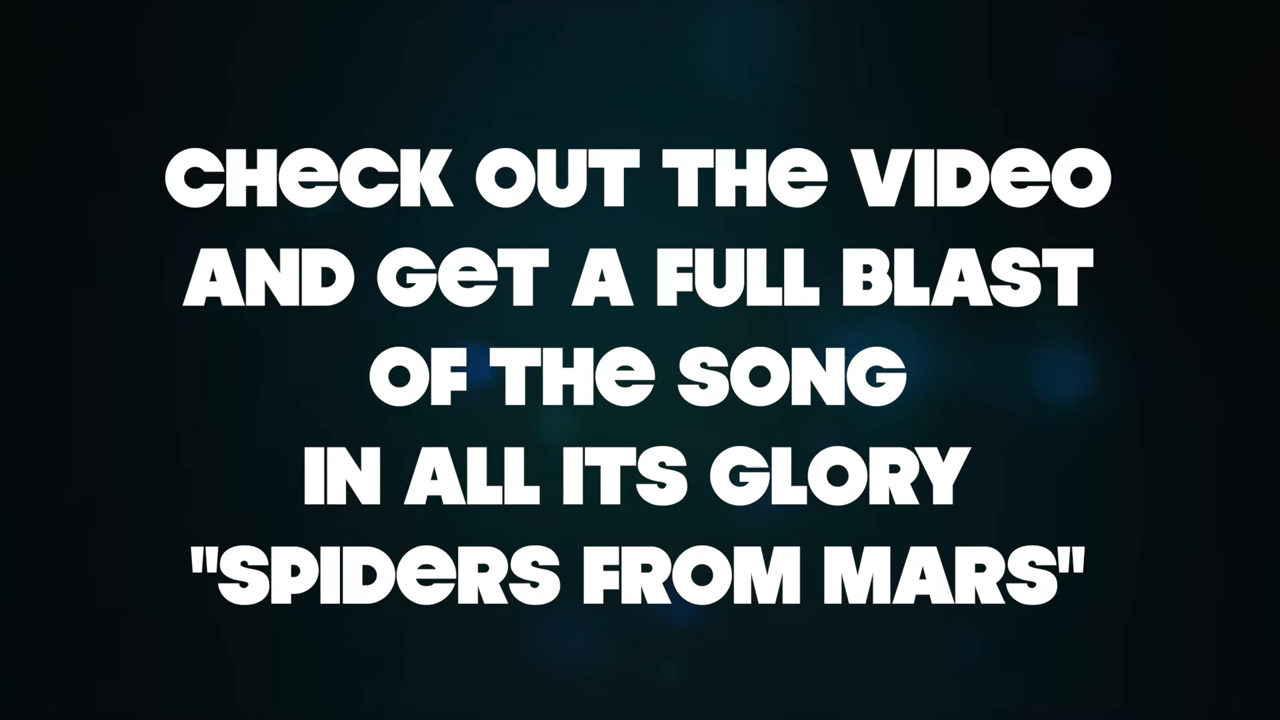 CHeCK OUT THe VIDeO
AND GeT A FULL BLAST
OF THe SONG
IN ALL ITS GLORY
"SPIDeRS FROM MARS"